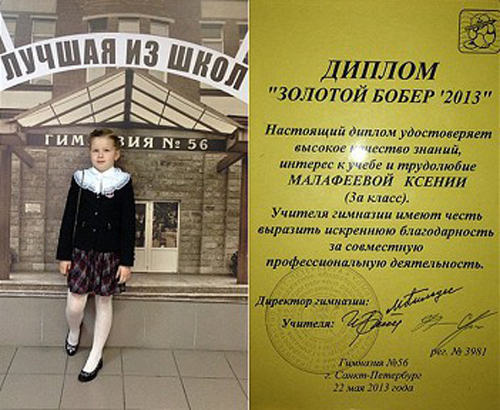 ЛУЧШАЯ ИЗ ШКОЛ
ГИМНАЗИЯ № 56
ДИПЛОМ
"ЗОЛОТОЙ БОБЕР '2013"
Настоящий диплом удостоверяет
высокое качество знаний,
интерес к учебе и трудолюбие
МАЛАФЕЕВОЙ КСЕНИИ
(3а класс).
Учителя гимназии имеют честь
выразить искреннюю благодарность
за совместную
профессиональную деятельность.
Директор гимназии:
Учителя:
рег. № 3981
Гимназия №56
г. Санкт-Петербург
22 мая 2013 года